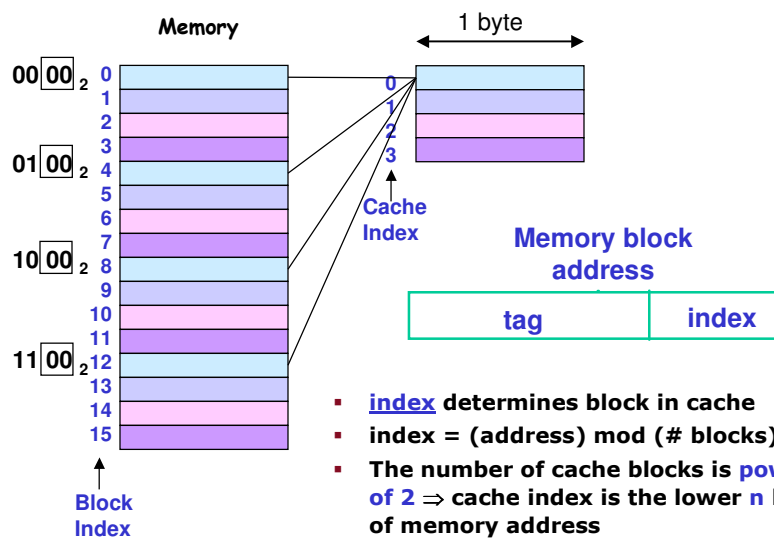 Memory
1 byte
00 00 2
0
1
2
3
01 00 2
4
5
6
7
10 00 2
8
9
10
11
11 00 2
12
13
14
15
Block
Index
0
1
2
3
Cache
Index
Memory block
address
tag index
▪ index determines block in cache
▪ index = (address) mod (# blocks)
▪ The number of cache blocks is pow
of 2 ⇒ cache index is the lower n
of memory address